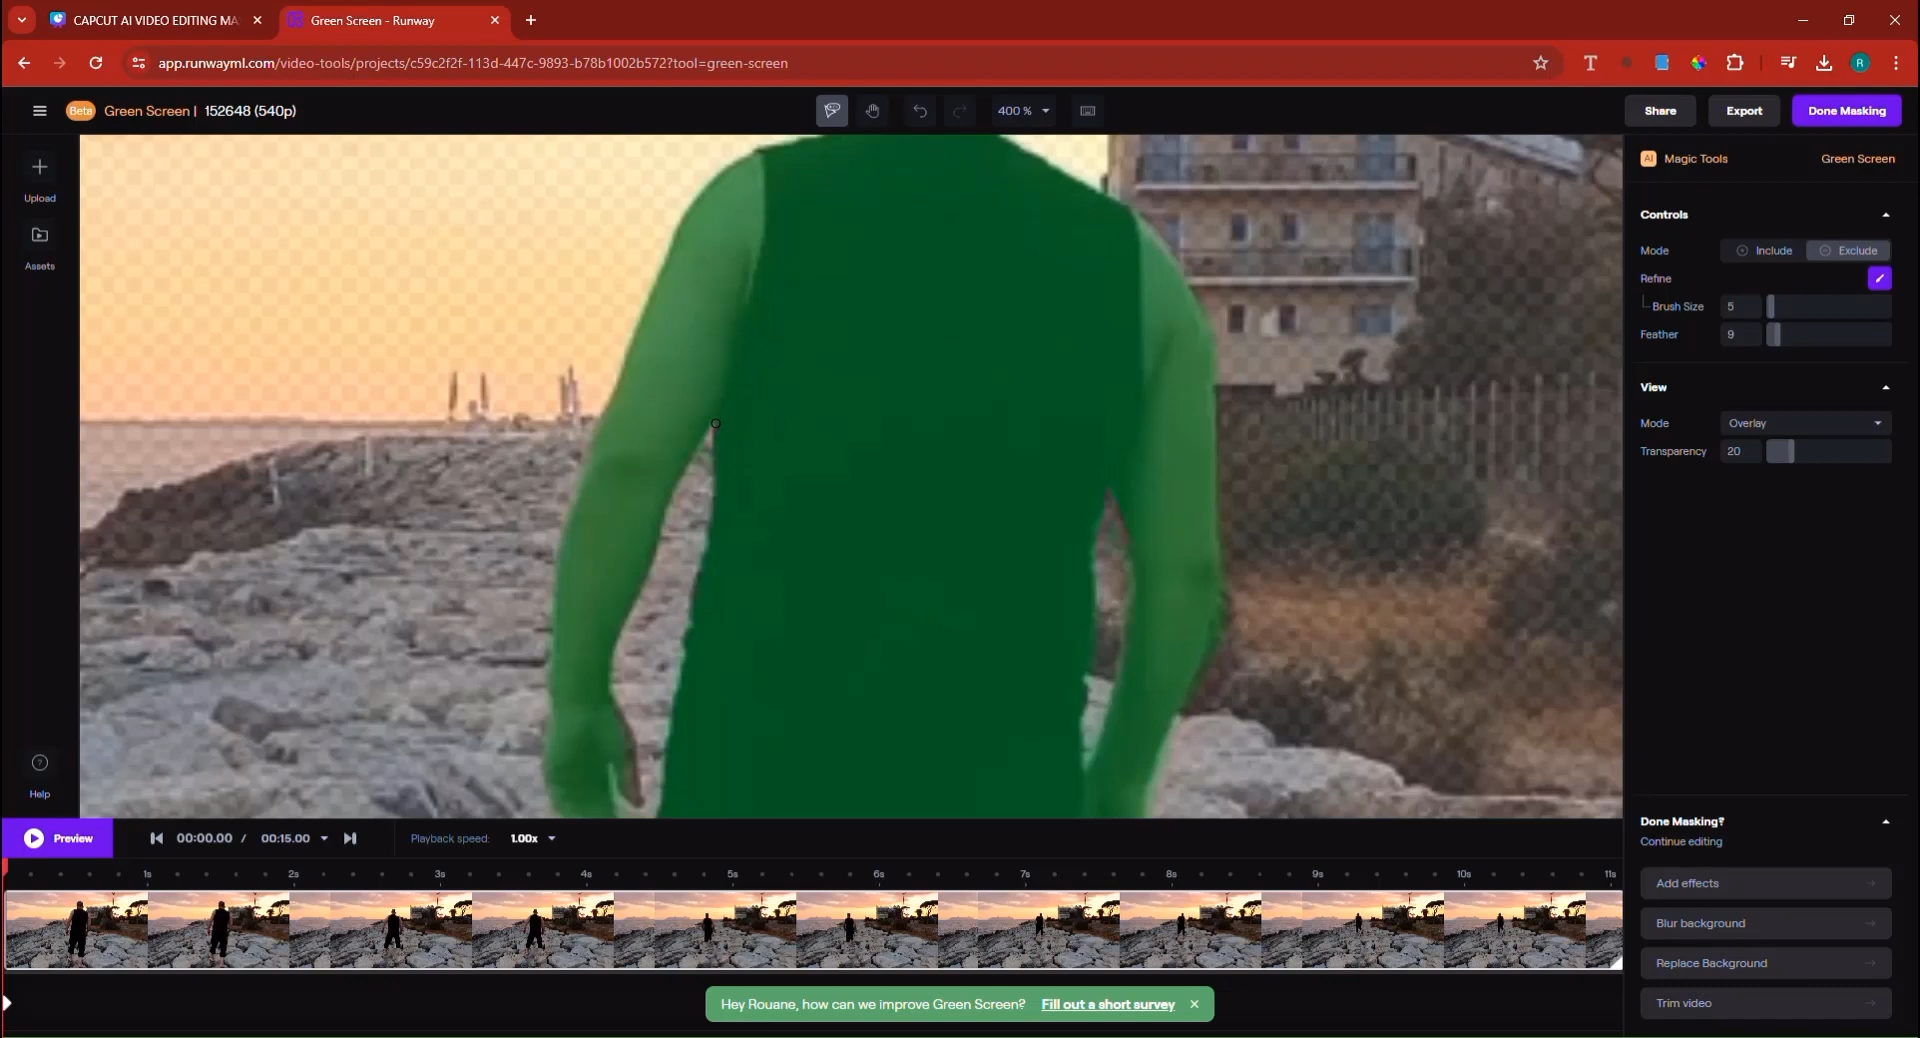 CAPCUT AI VIDEO EDITING MA
Green Screen - Runway
app.runwayml.com/video-tools/projects/c59c2f2f-113d-447c-9893-b78b1002b572?tool=green-screen
R
Beta Green Screen | 152648 (540p)
400 %
Share Export Done Masking
Upload
Assets
Help
AI Magic Tools Green Screen
Controls
Mode Include Exclude
Refine
Brush Size 5
Feather 9
View
Mode Overlay
Transparency 20
Done Masking?
Continue editing
Add effects
Blur background
Replace Background
Trim video
Preview 00:00.00 / 00:15.00 Playback speed: 1.00x
1s 2s 3s 4s 5s 6s 7s 8s 9s 10s 11s
Hey Rouane, how can we improve Green Screen? Fill out a short survey